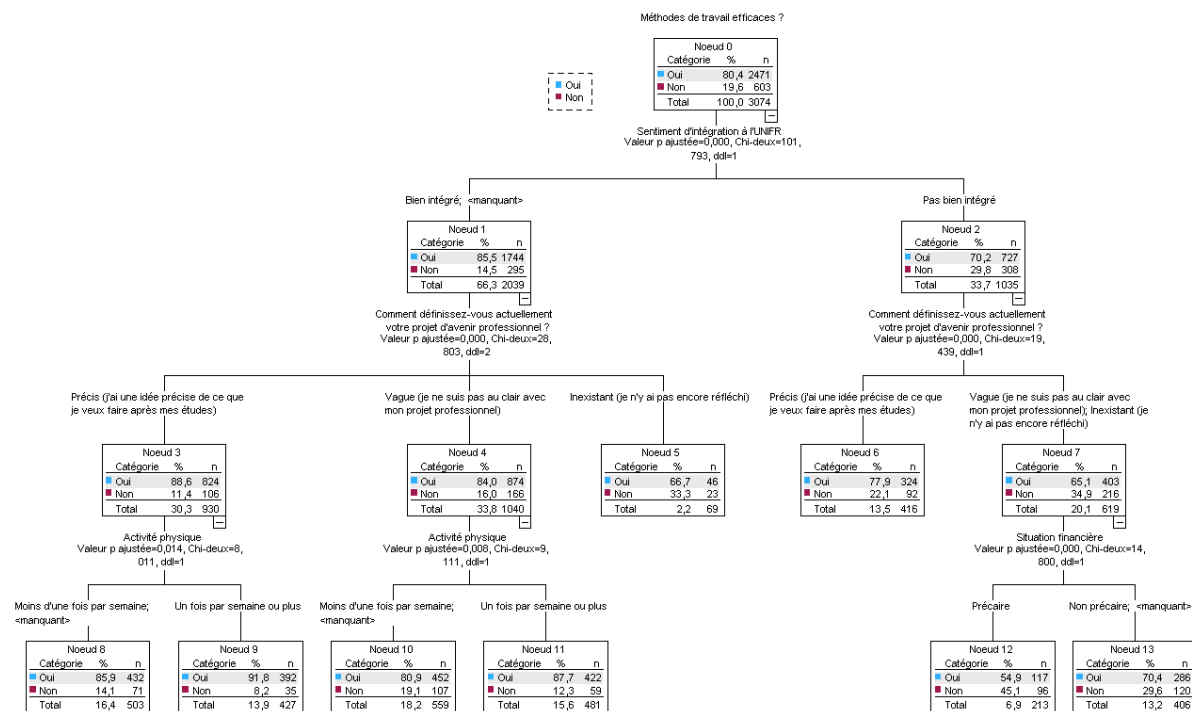 Méthodes de travail efficaces ?
Noeud 0
Catégorie % n
Oui 80,4 2471
Non 19,6 603
Total 100,0 3074
Oui
Non
Sentiment d'intégration à l'UNIFR
Valeur p ajustée=0,000, Chi-deux=101,
793, ddl=1
Bien intégré; <manquant>
Pas bien intégré
Noeud 1
Catégorie % n
Oui 85,5 1744
Non 14,5 295
Total 66,3 2039
Noeud 2
Catégorie % n
Oui 70,2 727
Non 29,8 308
Total 33,7 1035
Comment définissez-vous actuellement
votre projet d'avenir professionnel ?
Valeur p ajustée=0,000, Chi-deux=28,
803, ddl=2
Comment définissez-vous actuellement
votre projet d'avenir professionnel ?
Valeur p ajustée=0,000, Chi-deux=19,
439, ddl=1
Précis (j'ai une idée précise de ce que
je veux faire après mes études)
Vague (je ne suis pas au clair avec
mon projet professionnel)
Inexistant (je n'y ai pas encore réfléchi)
Précis (j'ai une idée précise de ce que
je veux faire après mes études)
Vague (je ne suis pas au clair avec
mon projet professionnel); Inexistant (je
n'y ai pas encore réfléchi)
Noeud 3
Catégorie % n
Oui 88,6 824
Non 11,4 106
Total 30,3 930
Noeud 4
Catégorie % n
Oui 84,0 874
Non 16,0 166
Total 33,8 1040
Noeud 5
Catégorie % n
Oui 66,7 46
Non 33,3 23
Total 2,2 69
Noeud 6
Catégorie % n
Oui 77,9 324
Non 22,1 92
Total 13,5 416
Noeud 7
Catégorie % n
Oui 65,1 403
Non 34,9 216
Total 20,1 619
Activité physique
Valeur p ajustée=0,014, Chi-deux=8,
011, ddl=1
Activité physique
Valeur p ajustée=0,008, Chi-deux=9,
111, ddl=1
Situation financière
Valeur p ajustée=0,000, Chi-deux=14,
800, ddl=1
Moins d'une fois par semaine;
<manquant>
Un fois par semaine ou plus
Moins d'une fois par semaine;
<manquant>
Un fois par semaine ou plus
Précaire
Non précaire; <manquant>
Noeud 8
Catégorie % n
Oui 85,9 432
Non 14,1 71
Total 16,4 503
Noeud 9
Catégorie % n
Oui 91,8 392
Non 8,2 35
Total 13,9 427
Noeud 10
Catégorie % n
Oui 80,9 452
Non 19,1 107
Total 18,2 559
Noeud 11
Catégorie % n
Oui 87,7 422
Non 12,3 59
Total 15,6 481
Noeud 12
Catégorie % n
Oui 54,9 117
Non 45,1 96
Total 6,9 213
Noeud 13
Catégorie % n
Oui 70,4 286
Non 29,6 120
Total 13,2 406